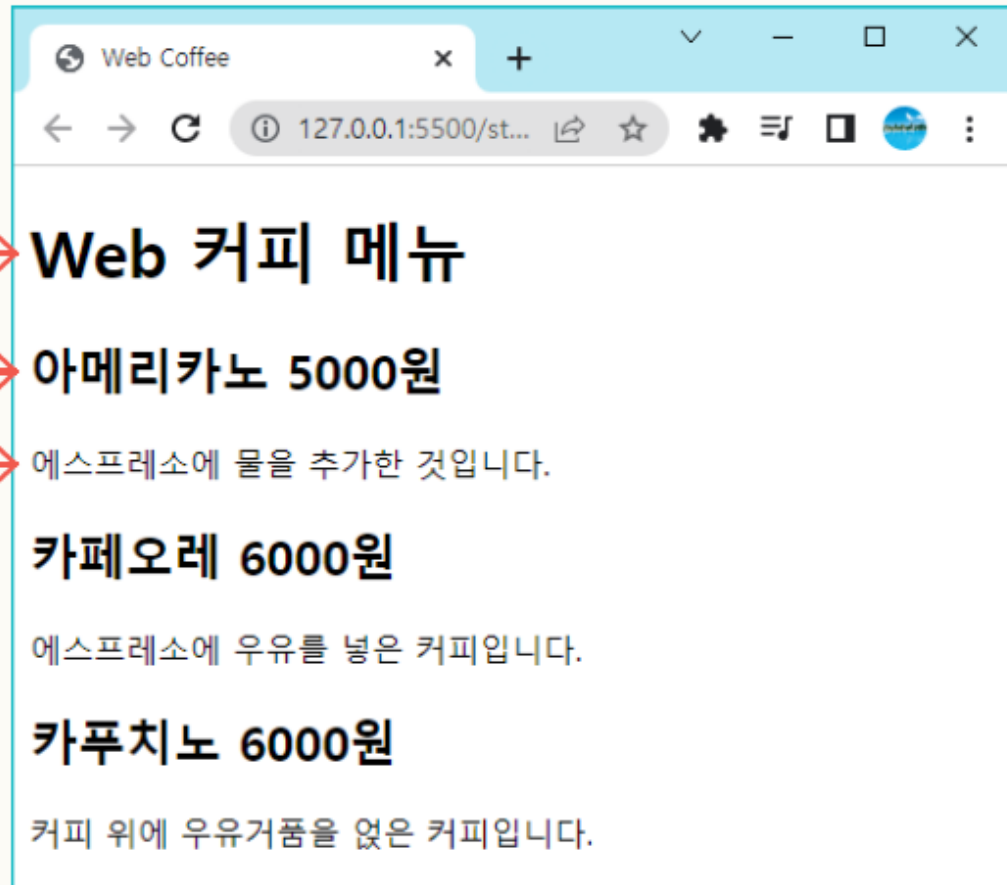 Web Coffee
127.0.0.1:5500/st...
Web 커피 메뉴
아메리카노 5000원
에스프레소에 물을 추가한 것입니다.
카페오레 6000원
에스프레소에 우유를 넣은 커피입니다.
카푸치노 6000원
커피 위에 우유거품을 얹은 커피입니다.